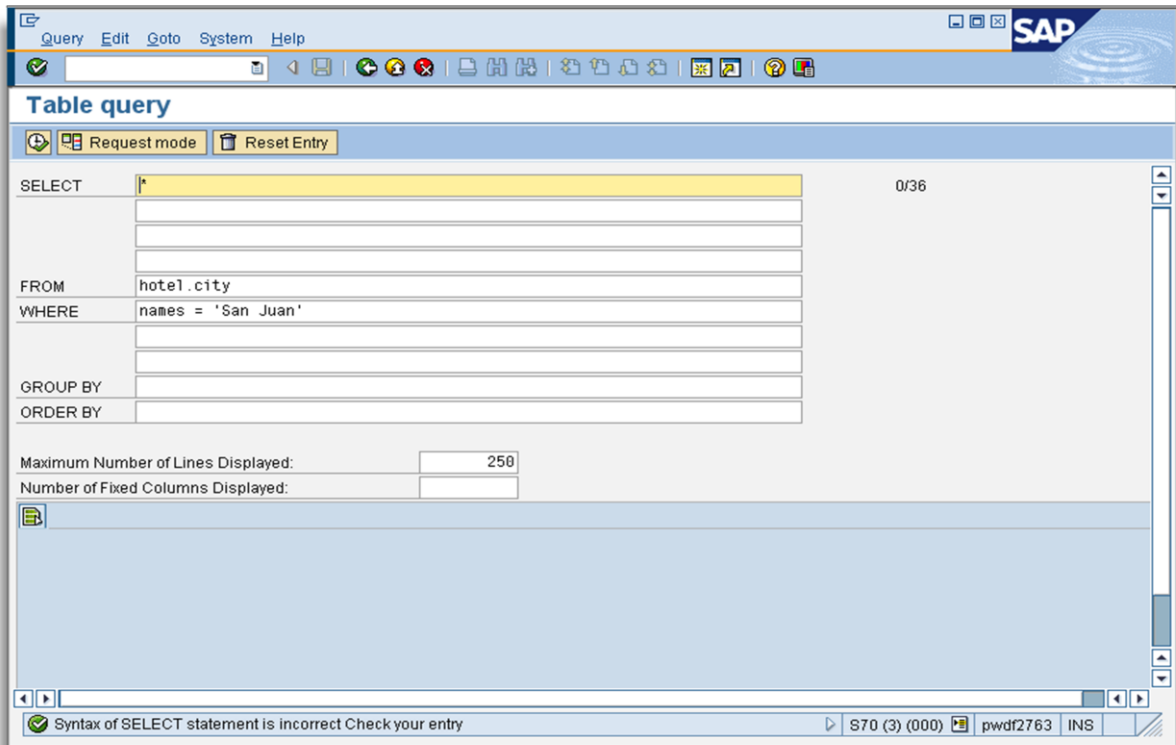 Query Edit Goto System Help
SAP
Table query
Request mode Reset Entry
SELECT * 0/36
FROM hotel.city
WHERE names = 'San Juan'
GROUP BY
ORDER BY
Maximum Number of Lines Displayed: 250
Number of Fixed Columns Displayed:
Syntax of SELECT statement is incorrect Check your entry S70 (3) (000) pwdf2763 INS